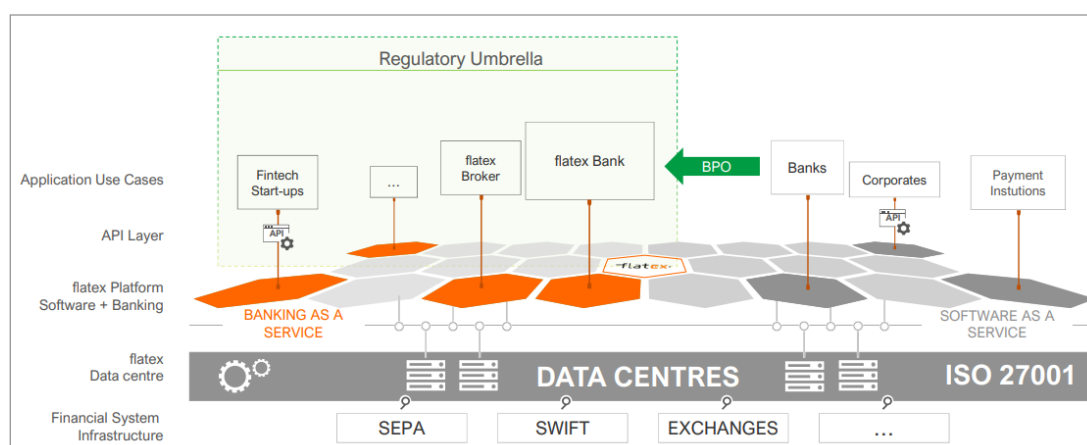 Regulatory Umbrella
Application Use Cases
Fintech
Start-ups
...
flatex
Broker
flatex Bank
BPO
Banks
Corporates
Payment
Instutions
API Layer
API
API
flatex Platform
Software + Banking
flatex
BANKING AS A
SERVICE
SOFTWARE AS A
SERVICE
flatex
Data centre
DATA CENTRES
ISO 27001
Financial System
Infrastructure
SEPA
SWIFT
EXCHANGES
...